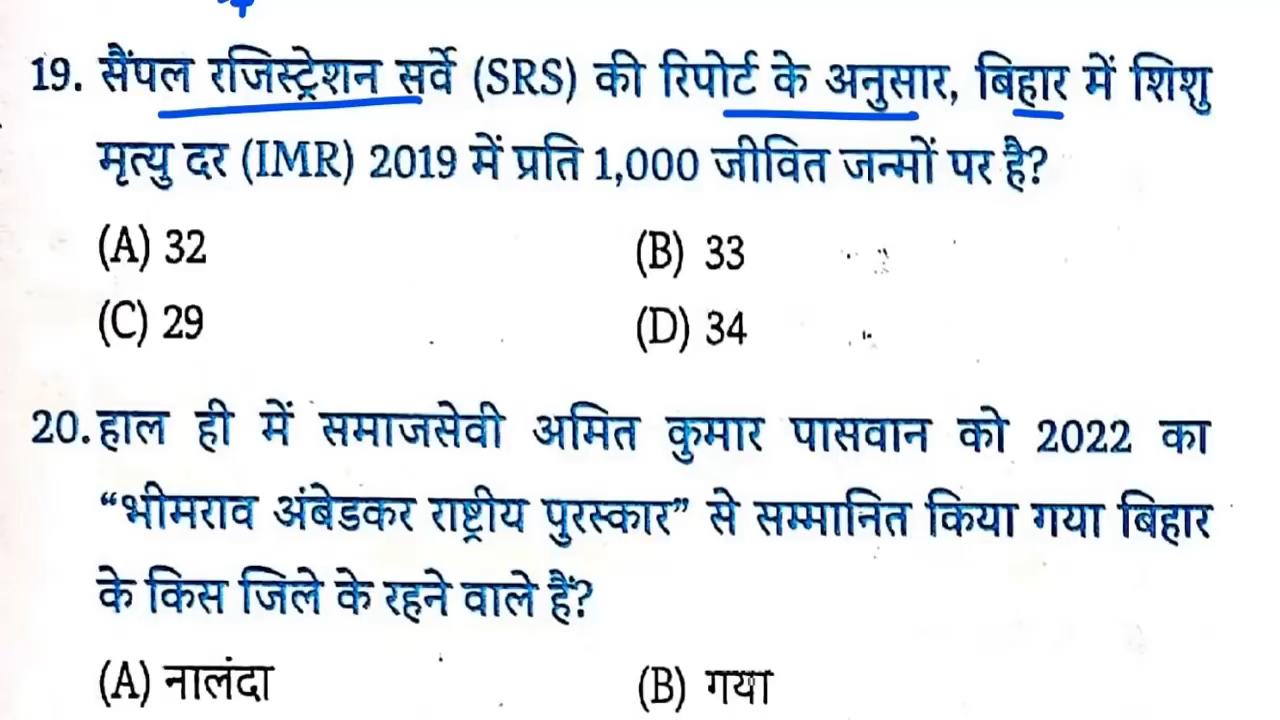 19. सैंपल रजिस्ट्रेशन सर्वे (SRS) की रिपोर्ट के अनुसार, बिहार में शिशु
मृत्यु दर (IMR) 2019 में प्रति 1,000 जीवित जन्मों पर है?
(A) 32 (B) 33
(C) 29 (D) 34
20. हाल ही में समाजसेवी अमित कुमार पासवान को 2022 का
“भीमराव अंबेडकर राष्ट्रीय पुरस्कार” से सम्मानित किया गया बिहार
के किस जिले के रहने वाले हैं?
(A) नालंदा (B) गया